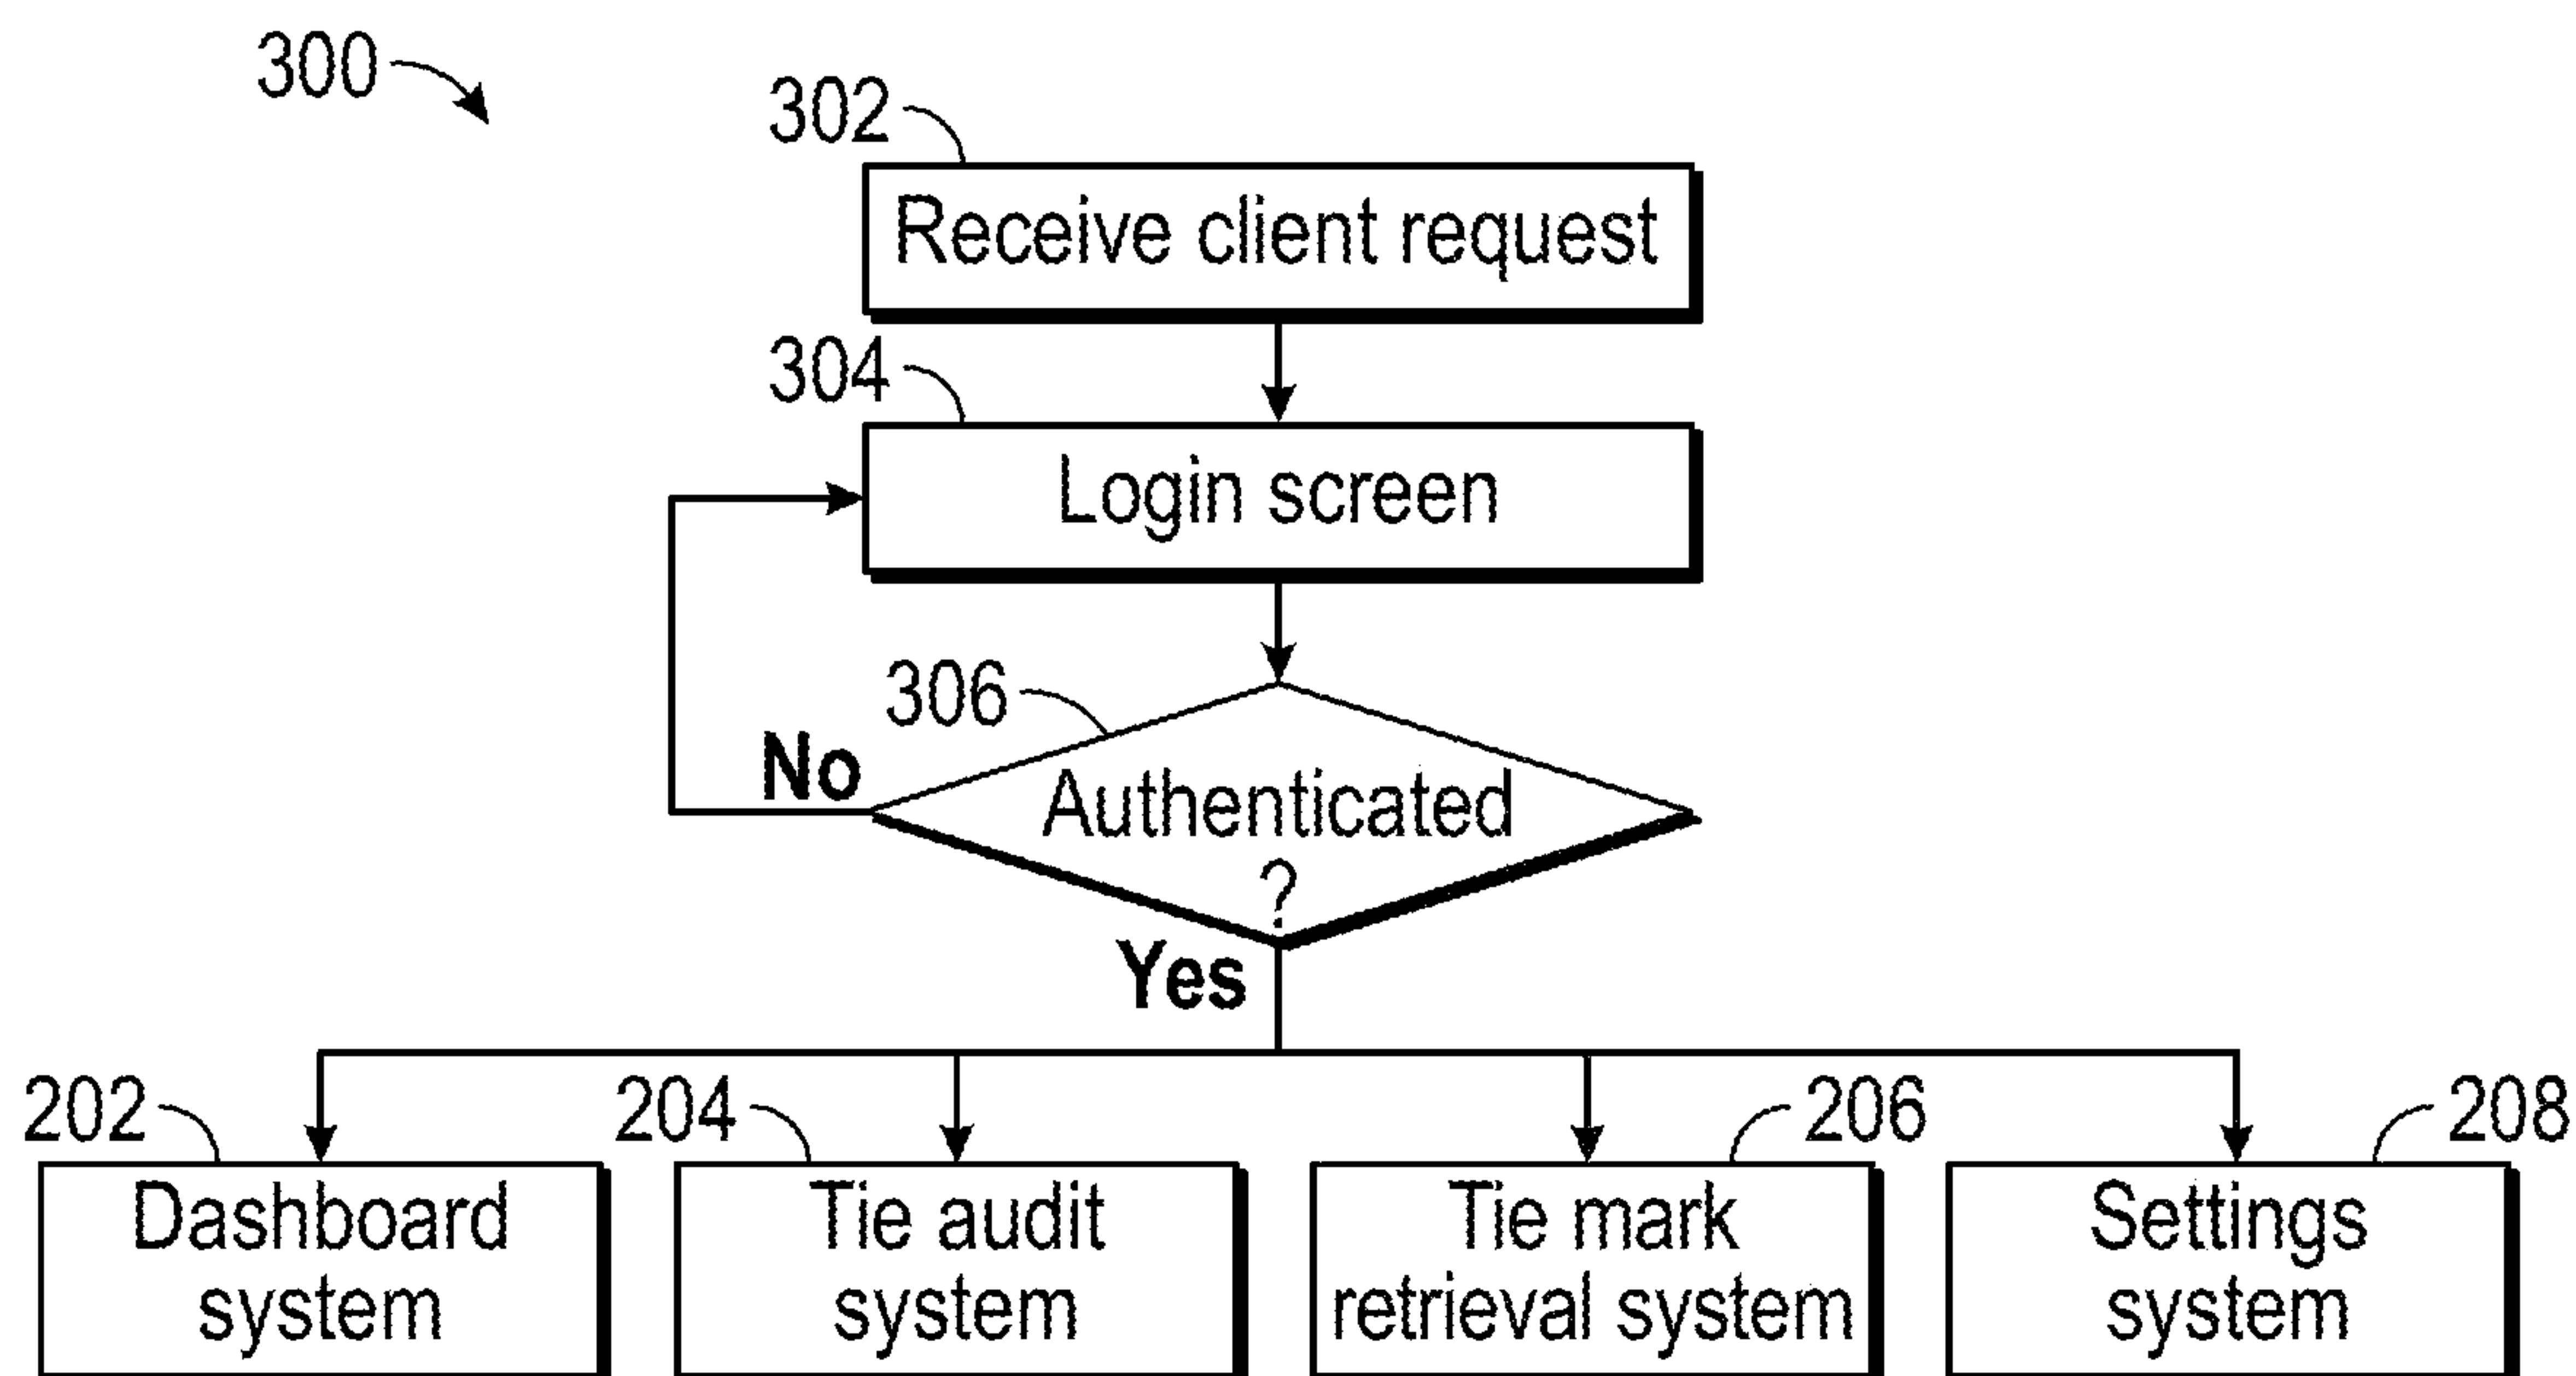 300
302
Receive client request
304
Login screen
306
No
Authenticated
?
Yes
202
204
206
208
Dashboard
system
Tie audit
system
Tie mark
retrieval system
Settings
system